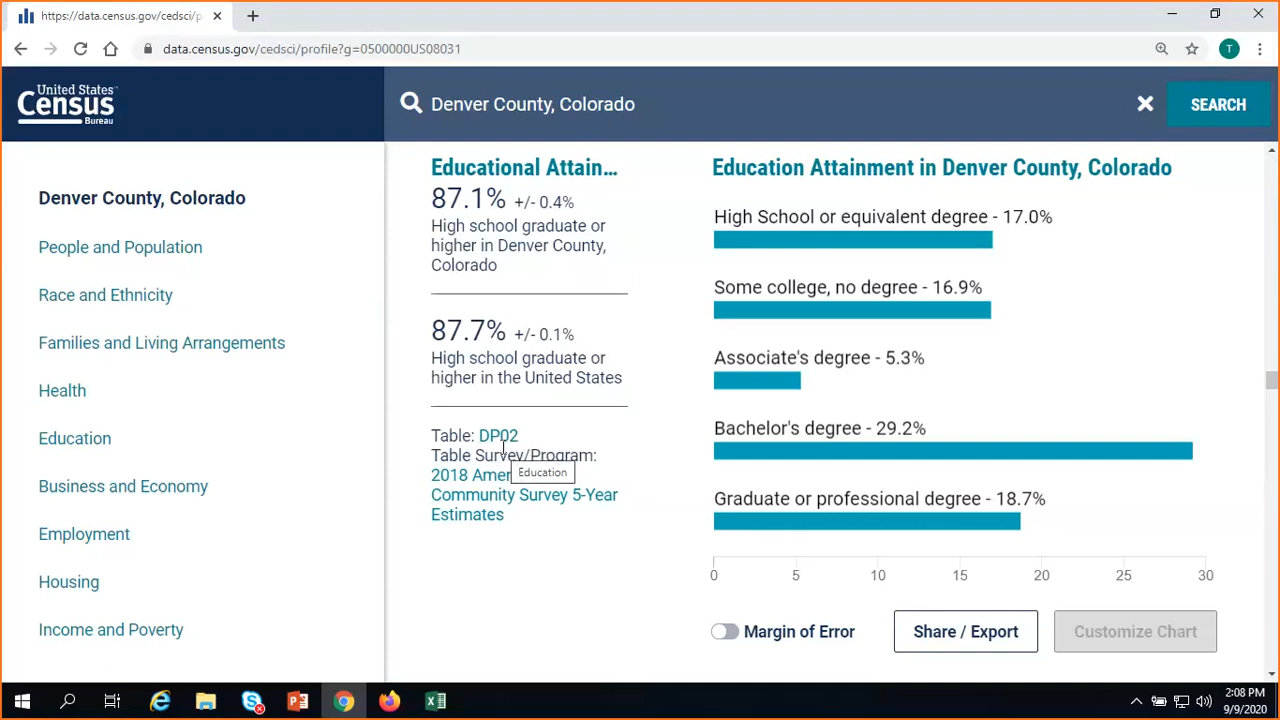 https://data.census.gov/cedsci/p
data.census.gov/cedsci/profile?g=0500000US08031
T
United States
Census
Bureau
Denver County, Colorado
SEARCH
Denver County, Colorado
People and Population
Race and Ethnicity
Families and Living Arrangements
Health
Education
Business and Economy
Employment
Housing
Income and Poverty
Educational Attain...
87.1% +/- 0.4%
High school graduate or
higher in Denver County,
Colorado
87.7% +/- 0.1%
High school graduate or
higher in the United States
Table: DP02
Table Survey/Program:
2018 Amer
Education
Community Survey 5-Year
Estimates
Education Attainment in Denver County, Colorado
High School or equivalent degree - 17.0%
Some college, no degree - 16.9%
Associate's degree - 5.3%
Bachelor's degree - 29.2%
Graduate or professional degree - 18.7%
0 5 10 15 20 25 30
Margin of Error
Share / Export
Customize Chart
2:08 PM
9/9/2020